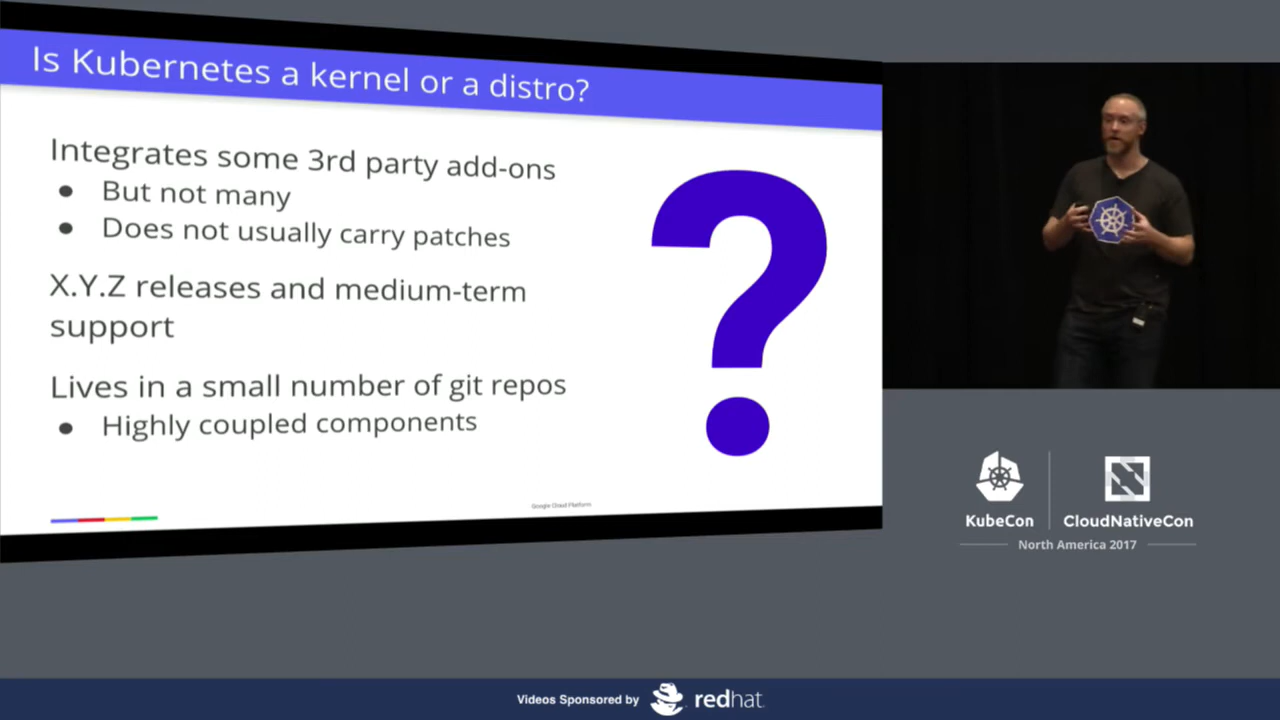 Is Kubernetes a kernel or a distro?
Integrates some 3rd party add-ons
● But not many
● Does not usually carry patches
X.Y.Z releases and medium-term
support
Lives in a small number of git repos
● Highly coupled components
Google Cloud Platform
KubeCon
CloudNativeCon
North America 2017
Videos Sponsored by
redhat.